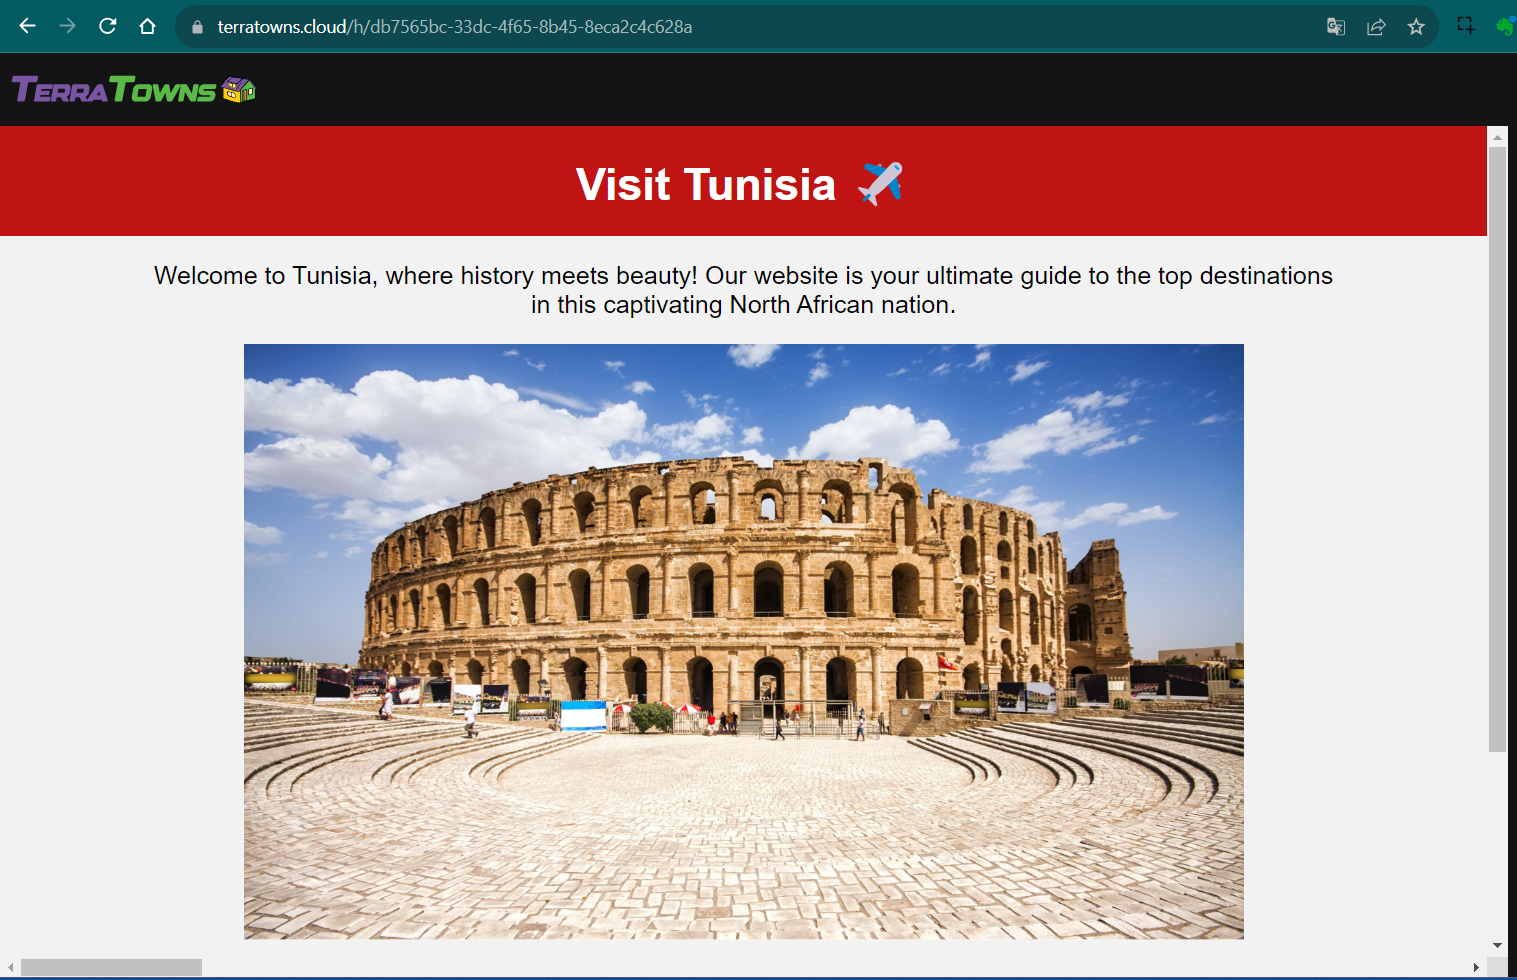 terratowns.cloud/h/db7565bc-33dc-4f65-8b45-8eca2c4c628a
TERRATOWNS
Visit Tunisia
Welcome to Tunisia, where history meets beauty! Our website is your ultimate guide to the top destinations
in this captivating North African nation.